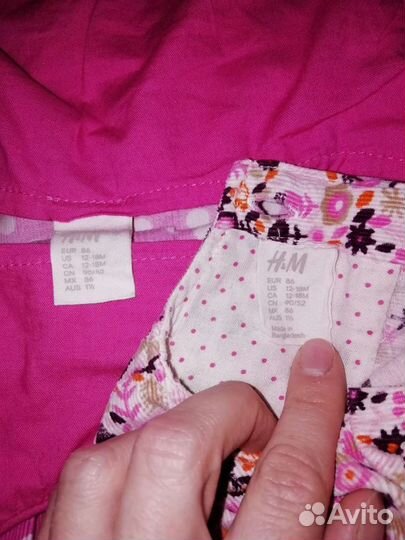 H&M
EUR 86
US 12-18M
CA 12-18M
CN 90/52
MX 86
AUS 1½
H&M
EUR 86
US 12-18M
CA 12-18M
CN 90/52
MX 86
AUS 1½
Made in
Bangladesh
Avito